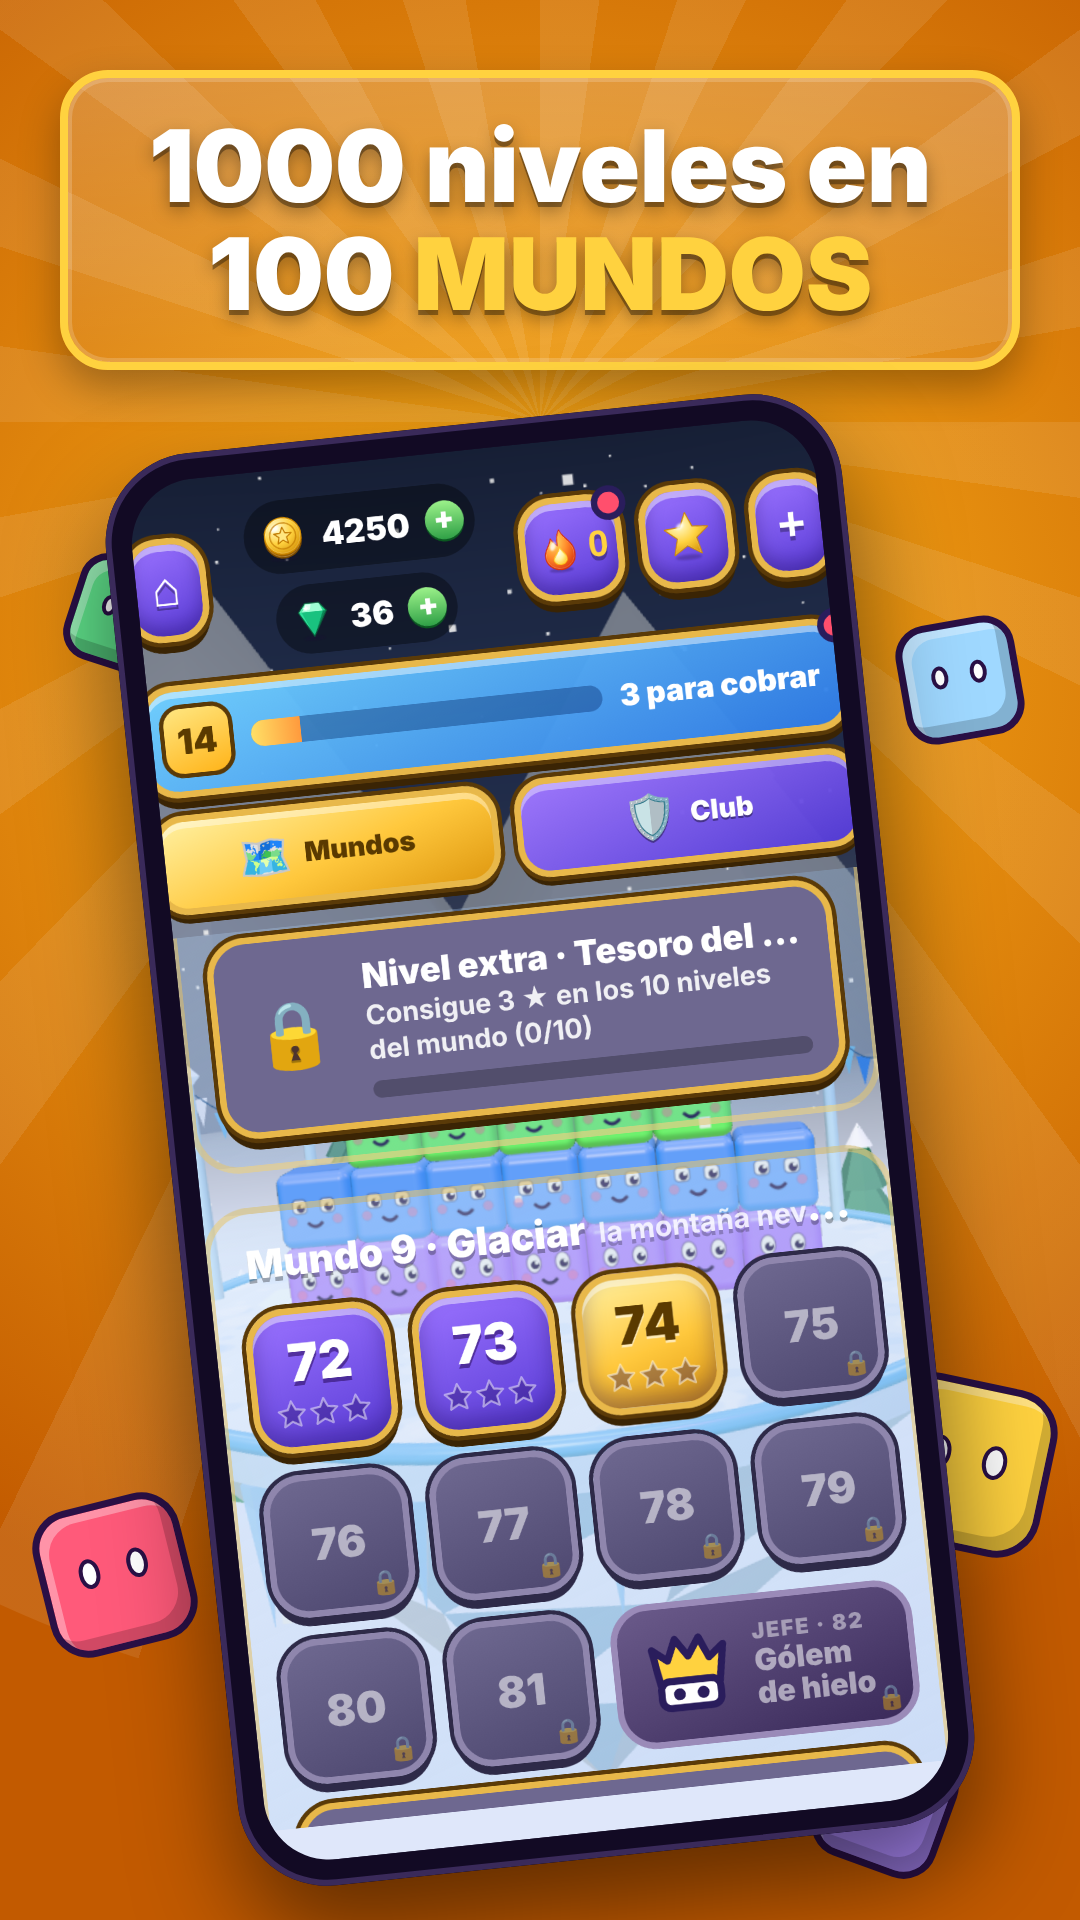 1000 niveles en
100 MUNDOS
4250
36
0
14
3 para cobrar
Mundos
Club
Nivel extra · Tesoro del ...
Consigue 3 ★ en los 10 niveles
del mundo (0/10)
Mundo 9 · Glaciar la montaña nev...
72
73
74
75
76
77
78
79
80
81
JEFE · 82
Gólem
de hielo